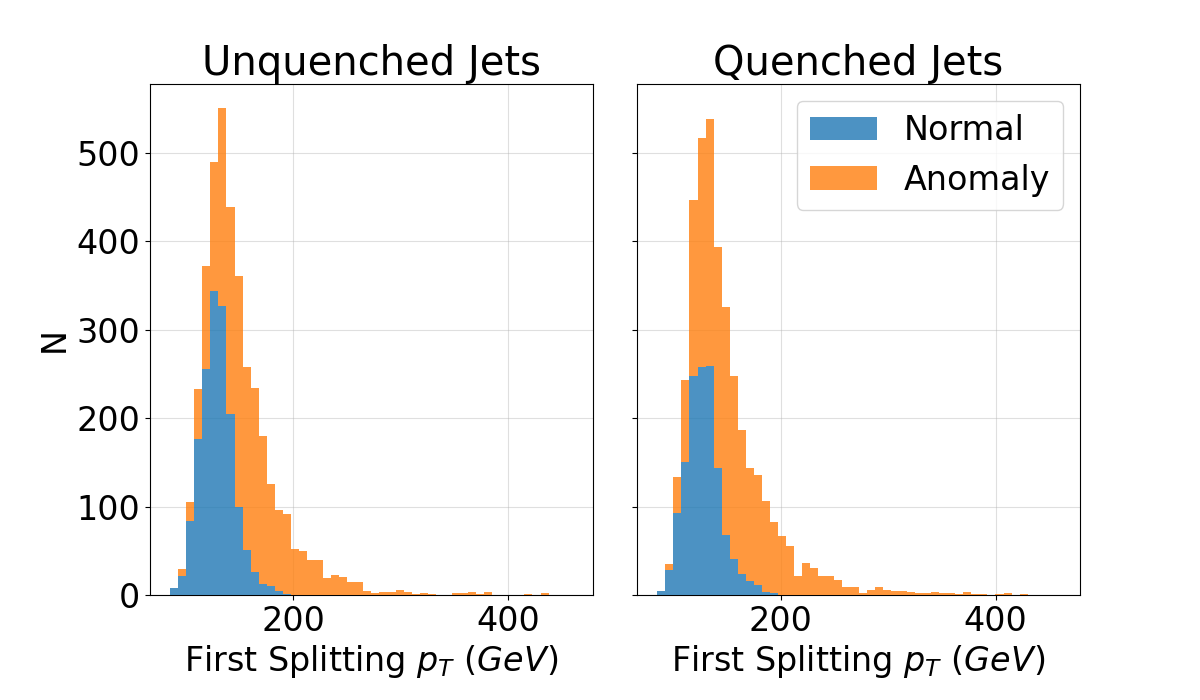 Unquenched Jets
Quenched Jets
Normal
Anomaly
N
500
400
300
200
100
0
200
400
200
400
First Splitting p_T (GeV)
First Splitting p_T (GeV)